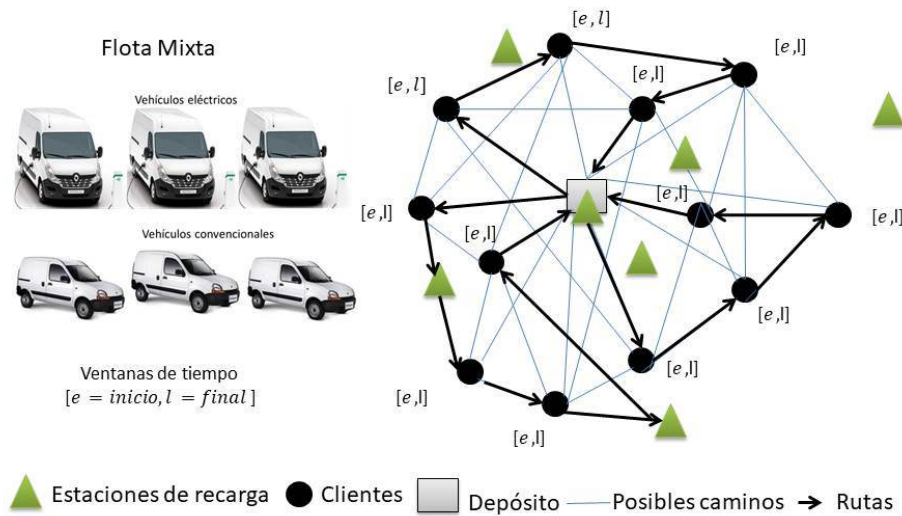 Flota Mixta
Vehículos eléctricos
Vehículos convencionales
Ventanas de tiempo
[e = inicio, l = final ]
[e, l]
[e,l]
[e,l]
[e, l]
[e,l]
[e,l]
[e,l]
[e,l]
[e,l]
[e,l]
[e,l]
[e,l]
Estaciones de recarga
Clientes
Depósito
Posibles caminos
Rutas